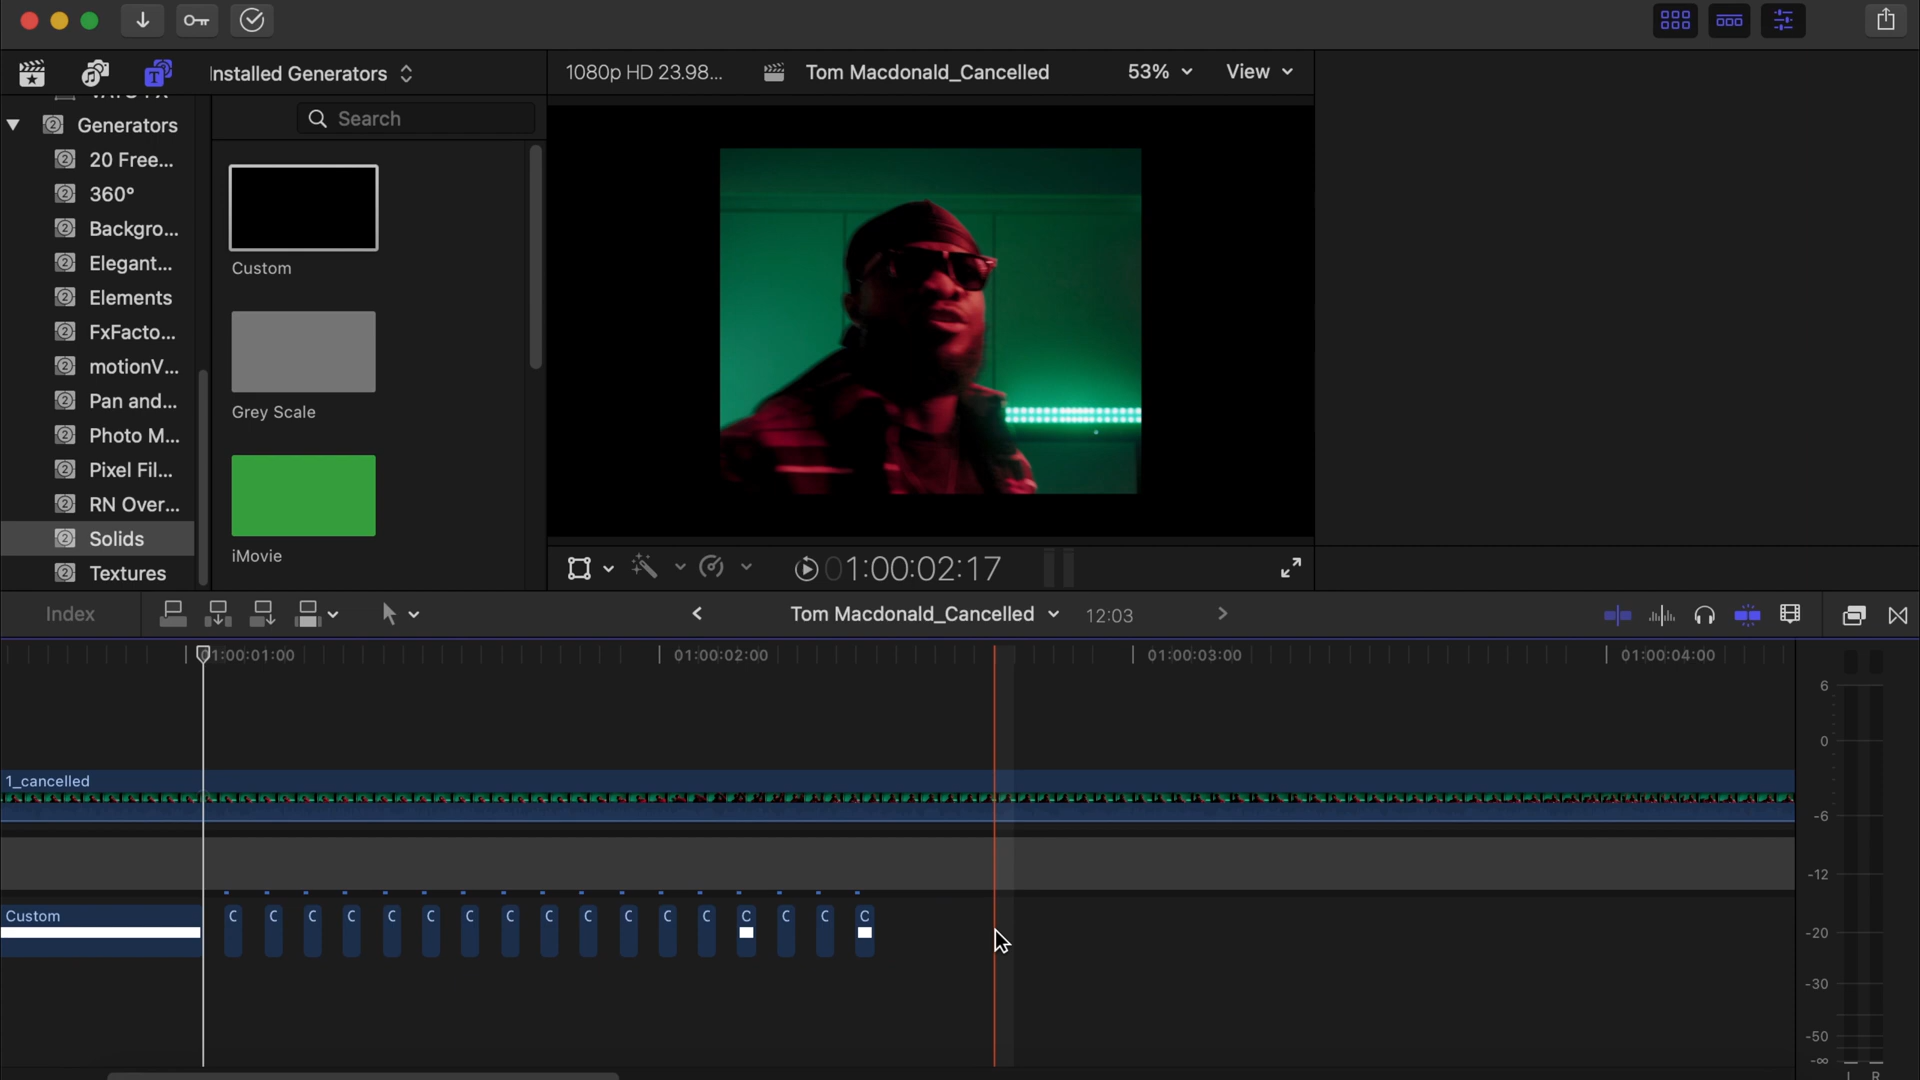 Installed Generators
1080p HD 23.98...
Tom Macdonald_Cancelled
53%
View
Generators
Search
20 Free...
360°
Backgro...
Elegant...
Elements
FxFacto...
motionV...
Pan and...
Photo M...
Pixel Fil...
RN Over...
Solids
Textures
Custom
Grey Scale
iMovie
01:00:02:17
Index
Tom Macdonald_Cancelled
12:03
01:00:01:00
01:00:02:00
01:00:03:00
01:00:04:00
1_cancelled
Custom
C C C C C C C C C C C C C C C C C
6
0
-6
-12
-20
-30
-50
-∞
L R